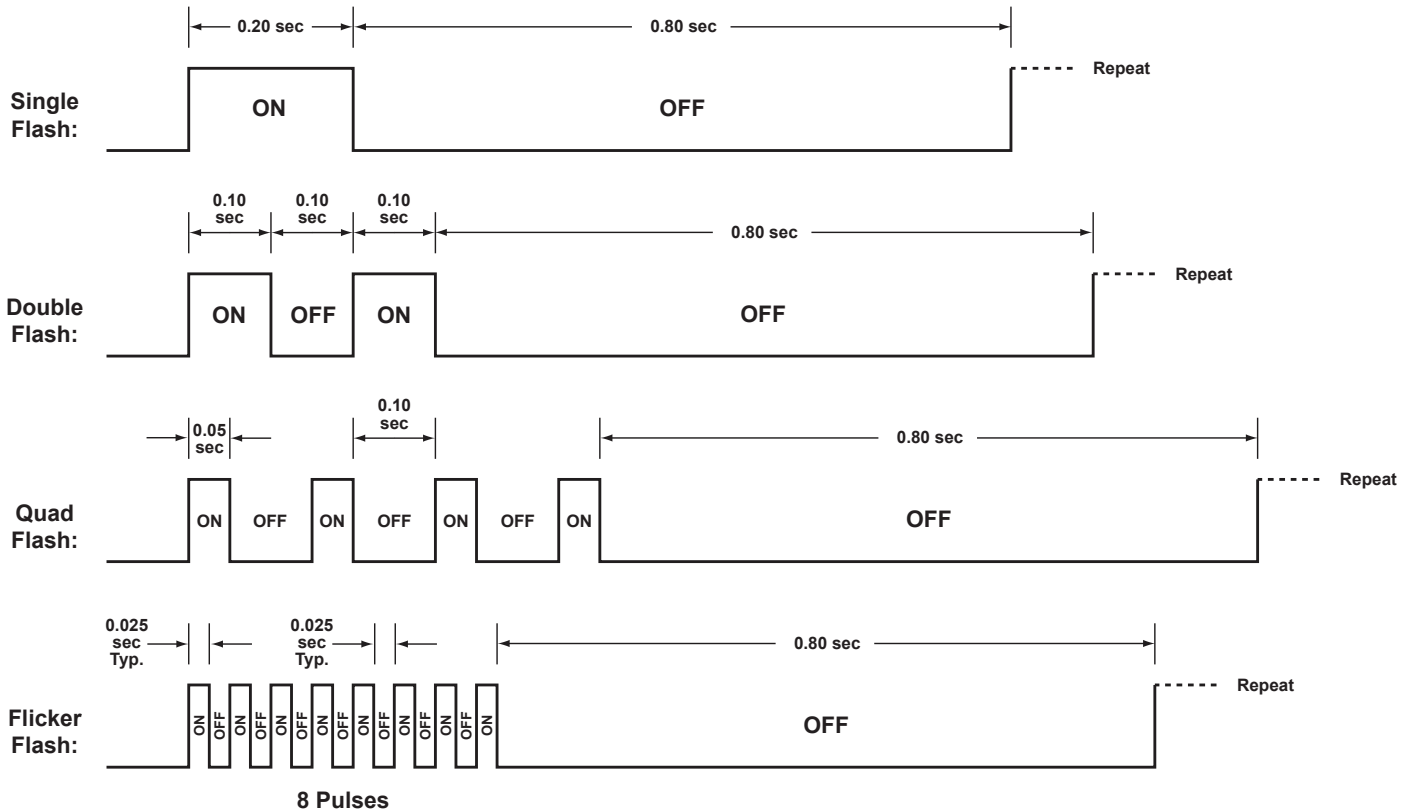 0.20 sec
0.80 sec
Repeat
Single
Flash:
ON
OFF
0.10
sec
0.10
sec
0.10
sec
0.80 sec
Repeat
Double
Flash:
ON
OFF
ON
OFF
0.05
sec
0.10
sec
0.80 sec
Repeat
Quad
Flash:
ON
OFF
ON
OFF
ON
OFF
ON
OFF
0.025
sec
Typ.
0.025
sec
Typ.
0.80 sec
Repeat
Flicker
Flash:
ON
OFF
ON
OFF
ON
OFF
ON
OFF
ON
OFF
ON
OFF
ON
OFF
ON
OFF
8 Pulses